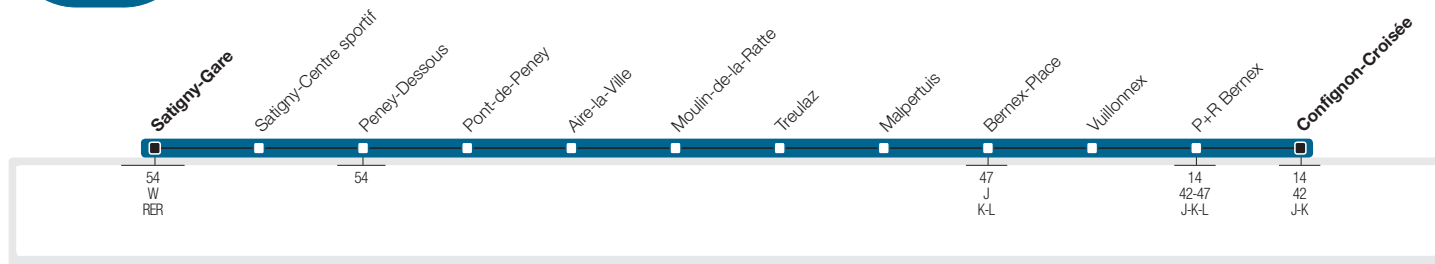 Satigny-Gare
Satigny-Centre sportif
Peney-Dessous
Pont-de-Peney
Aire-la-Ville
Moulin-de-la-Ratte
Treulaz
Malpertuis
Bernex-Place
Vuillonnex
P+R Bernex
Confignon-Croisée
54
W
RER
54
47
J
K-L
14
42-47
J-K-L
14
42
J-K